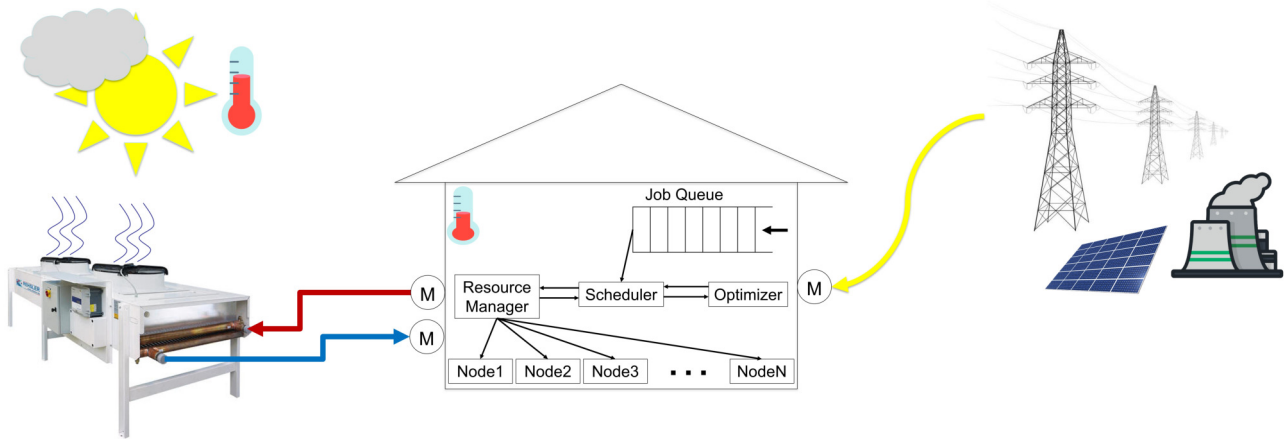 Job Queue
M
Resource
Manager
Scheduler
Optimizer
M
M
Node1
Node2
Node3
NodeN